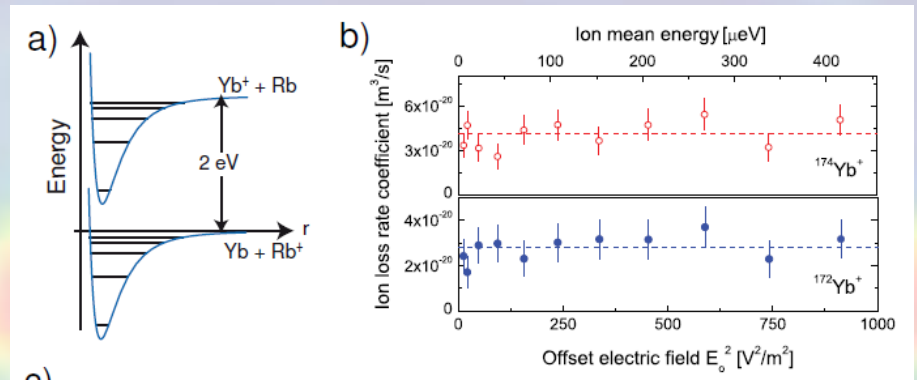 a)
Energy
Yb⁺ + Rb
2 eV
r
Yb + Rb⁺
b)
Ion mean energy [μeV]
0 100 200 300 400
Ion loss rate coefficient [m³/s]
6x10⁻²⁰
3x10⁻²⁰
0
¹⁷⁴Yb⁺
4x10⁻²⁰
2x10⁻²⁰
0
¹⁷²Yb⁺
0 250 500 750 1000
Offset electric field E₀² [V²/m²]